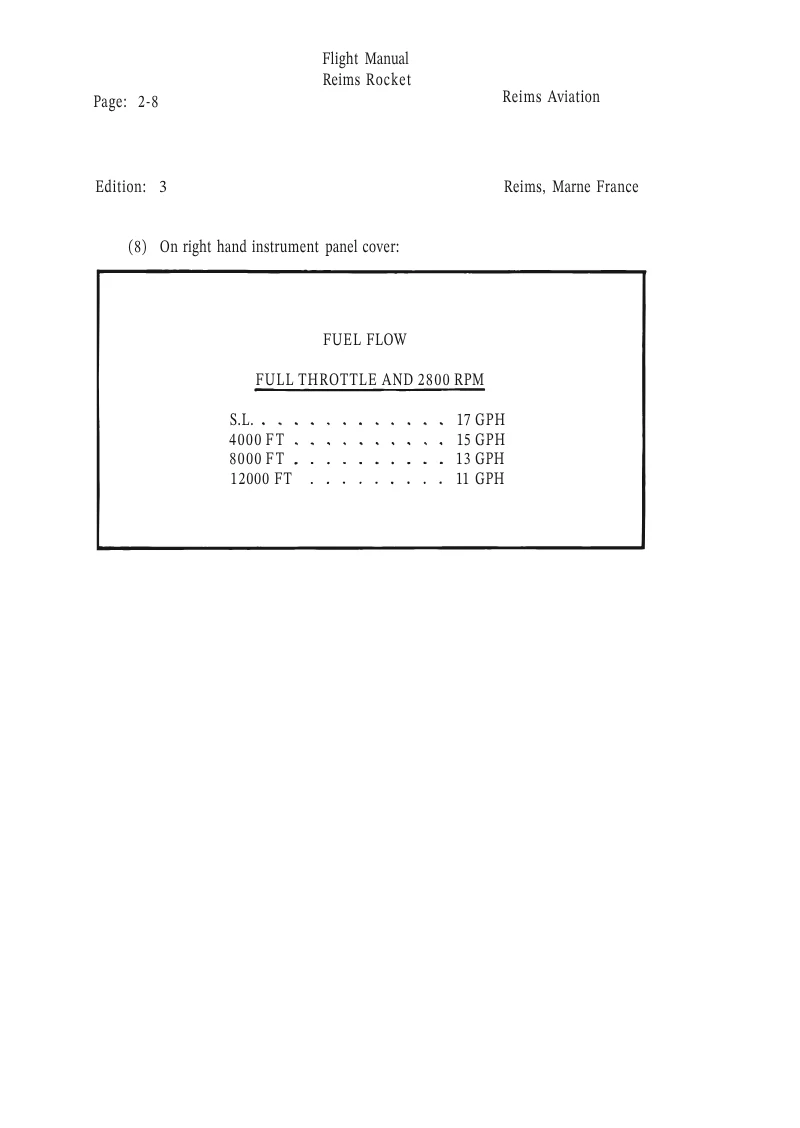 Flight Manual
Reims Rocket
Page: 2-8
Reims Aviation
Edition: 3
Reims, Marne France
(8) On right hand instrument panel cover:
FUEL FLOW
FULL THROTTLE AND 2800 RPM
S.L. . . . . . . . . . . . . 17 GPH
4000 FT . . . . . . . . . . 15 GPH
8000 FT . . . . . . . . . . 13 GPH
12000 FT . . . . . . . . . 11 GPH